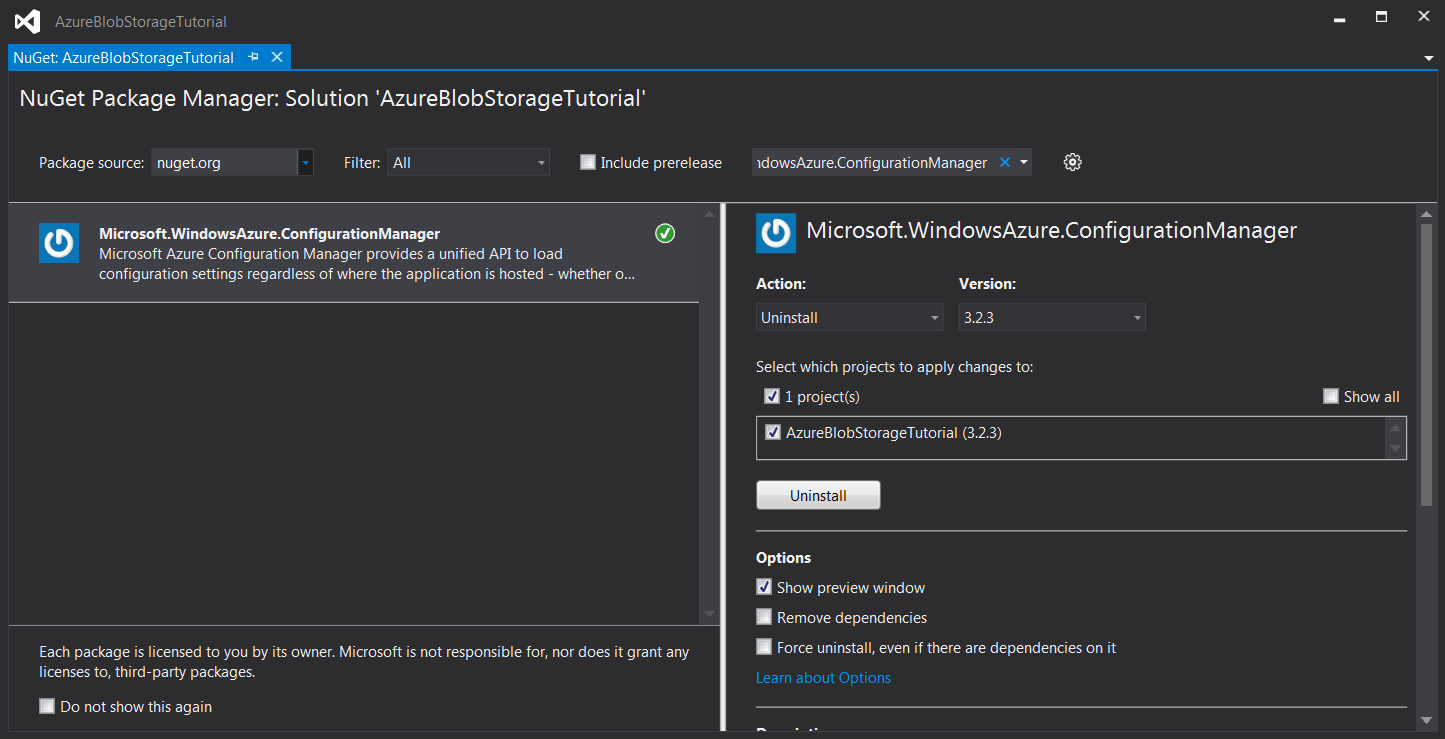 AzureBlobStorageTutorial
NuGet: AzureBlobStorageTutorial
NuGet Package Manager: Solution 'AzureBlobStorageTutorial'
Package source: nuget.org Filter: All Include prerelease ndowsAzure.ConfigurationManager
Microsoft.WindowsAzure.ConfigurationManager
Microsoft Azure Configuration Manager provides a unified API to load
configuration settings regardless of where the application is hosted - whether o...
Each package is licensed to you by its owner. Microsoft is not responsible for, nor does it grant any
licenses to, third-party packages.
Do not show this again
Microsoft.WindowsAzure.ConfigurationManager
Action: Version:
Uninstall 3.2.3
Select which projects to apply changes to:
1 project(s) Show all
AzureBlobStorageTutorial (3.2.3)
Uninstall
Options
Show preview window
Remove dependencies
Force uninstall, even if there are dependencies on it
Learn about Options